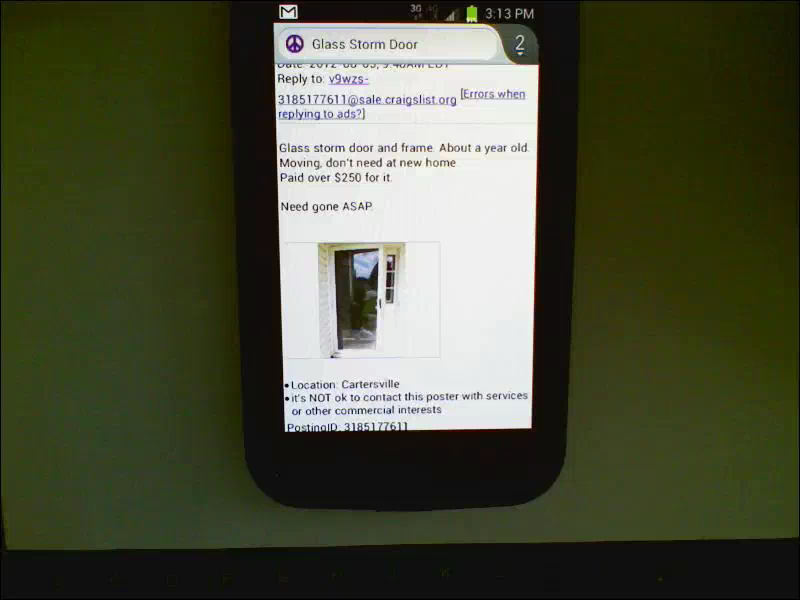 3G 4G 3:13 PM
Glass Storm Door 2
Reply to: v9wzs-
3185177611@sale.craigslist.org [Errors when
replying to ads?]
Glass storm door and frame. About a year old.
Moving, don't need at new home.
Paid over $250 for it.
Need gone ASAP.
• Location: Cartersville
• it's NOT ok to contact this poster with services
or other commercial interests
PostingID: 3185177611